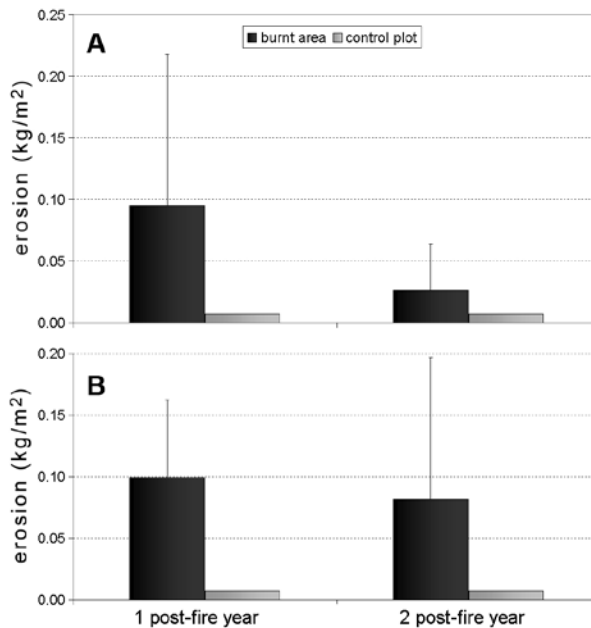 0.25
A
burnt area control plot
0.20
0.15
0.10
0.05
0.00
erosion (kg/m²)
0.20
B
0.15
0.10
0.05
0.00
erosion (kg/m²)
1 post-fire year 2 post-fire year